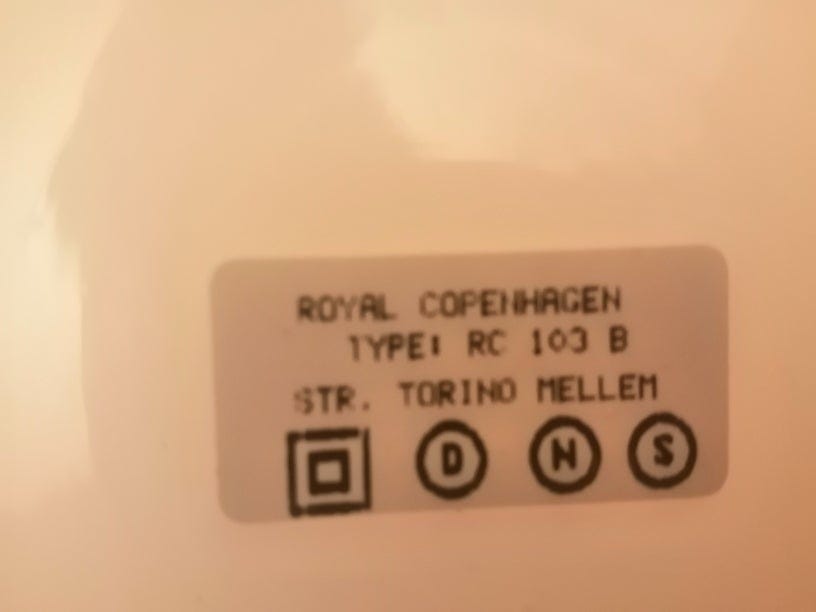 ROYAL COPENHAGEN
TYPE: RC 103 B
STR. TORINO MELLEM
D N S